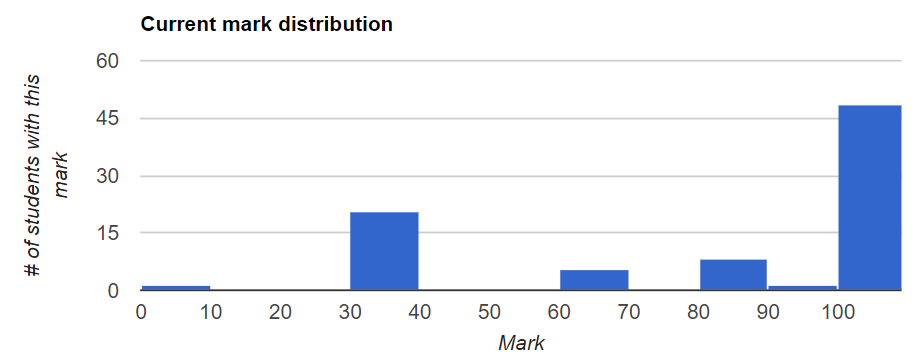 Current mark distribution
# of students with this
mark
60
45
30
15
0
0 10 20 30 40 50 60 70 80 90 100
Mark